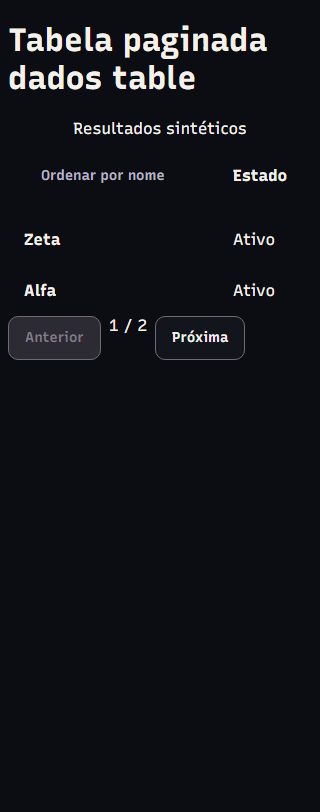 Tabela paginada
dados table
Resultados sintéticos
Ordenar por nome Estado
Zeta Ativo
Alfa Ativo
Anterior 1 / 2 Próxima